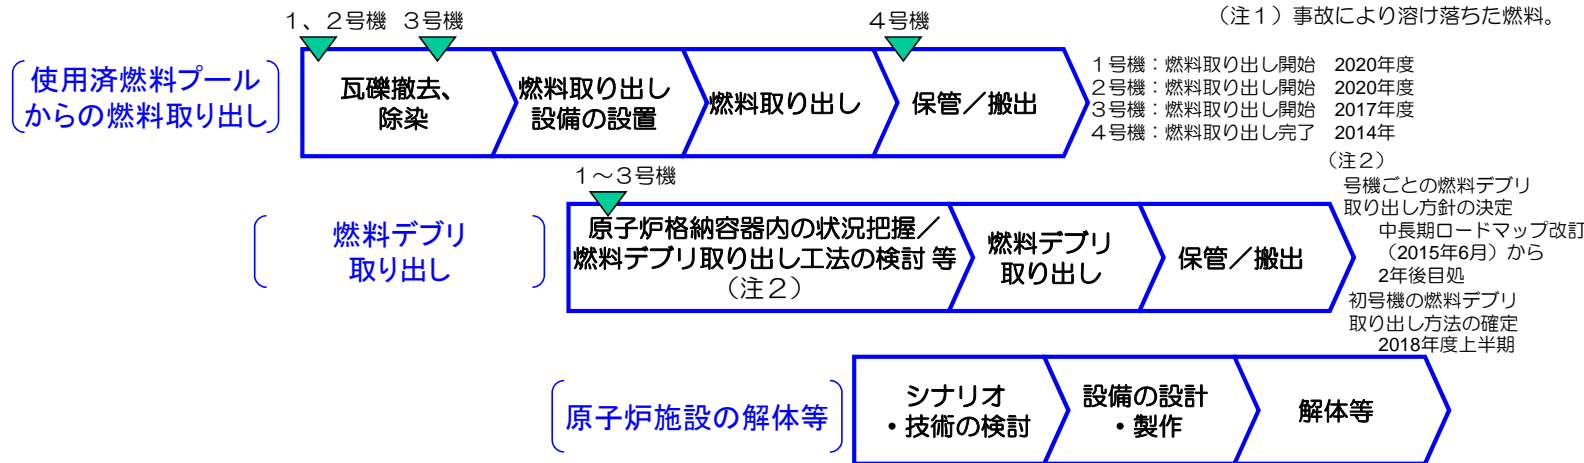 (注１）事故により溶け落ちた燃料。
１、２号機
３号機
４号機
使用済燃料プール
からの燃料取り出し
瓦礫撤去、
除染
燃料取り出し
設備の設置
燃料取り出し
保管／搬出
１号機：燃料取り出し開始　2020年度
２号機：燃料取り出し開始　2020年度
３号機：燃料取り出し開始　2017年度
４号機：燃料取り出し完了　2014年
１～３号機
燃料デブリ
取り出し
原子炉格納容器内の状況把握／
燃料デブリ取り出し工法の検討 等
（注２）
燃料デブリ
取り出し
保管／搬出
（注２）
号機ごとの燃料デブリ
取り出し方針の決定
中長期ロードマップ改訂
（2015年6月）から
2年後目処
初号機の燃料デブリ
取り出し方法の確定
2018年度上半期
原子炉施設の解体等
シナリオ
・技術の検討
設備の設計
・製作
解体等